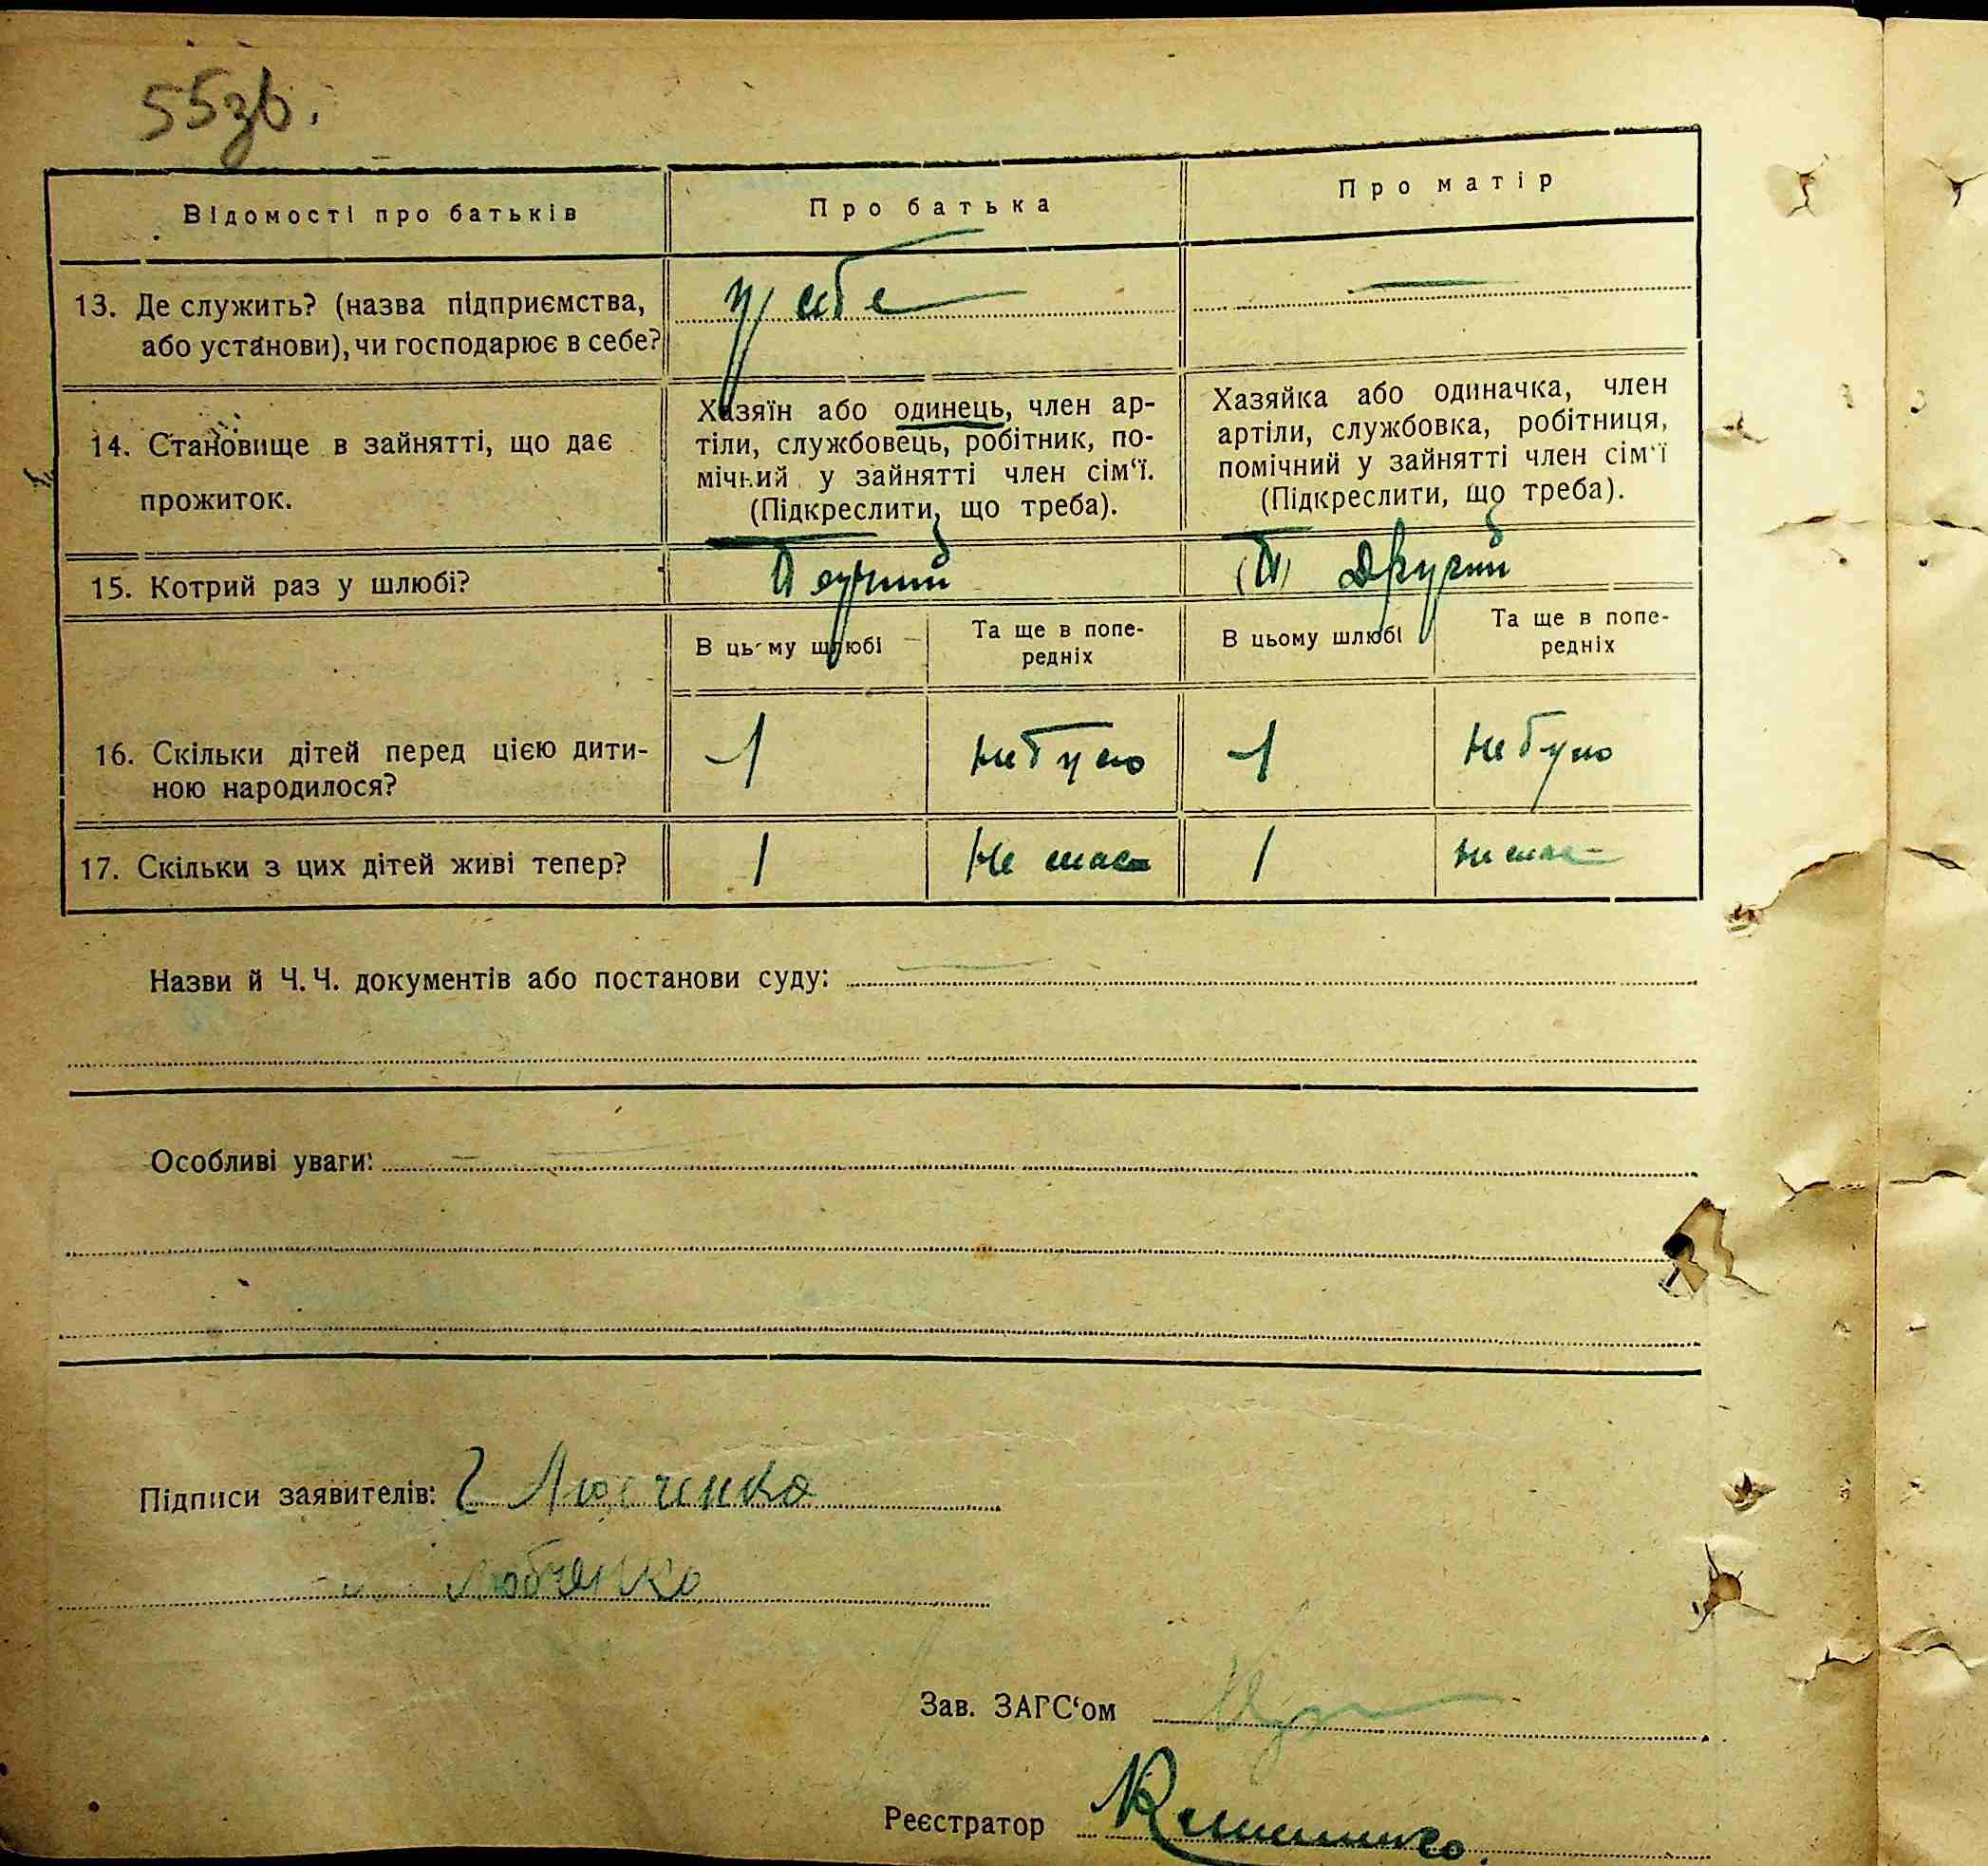 55зв.
Відомості про батьків
Про батька
Про матір
13. Де служить? (назва підприємства,
або установи), чи господарює в себе?
у себе
—
14. Становище в зайнятті, що дає
прожиток.
Хазяїн або одинець, член ар-
тіли, службовець, робітник, по-
мічний у зайнятті член сім‘ї.
(Підкреслити, що треба).
Хазяйка або одиначка, член
артіли, службовка, робітниця,
помічний у зайнятті член сім‘ї
(Підкреслити, що треба).
15. Котрий раз у шлюбі?
Перший
(П) Другий
В цьому шлюбі
Та ще в попе-
редніх
В цьому шлюбі
Та ще в попе-
редніх
16. Скільки дітей перед цією дити-
ною народилося?
1
не було
1
не було
17. Скільки з цих дітей живі тепер?
1
Не має
1
не має
Назви й Ч. Ч. документів або постанови суду:
Особливі уваги:
Підписи заявителів:
Любченко
Зав. ЗАГС‘ом
Реєстратор